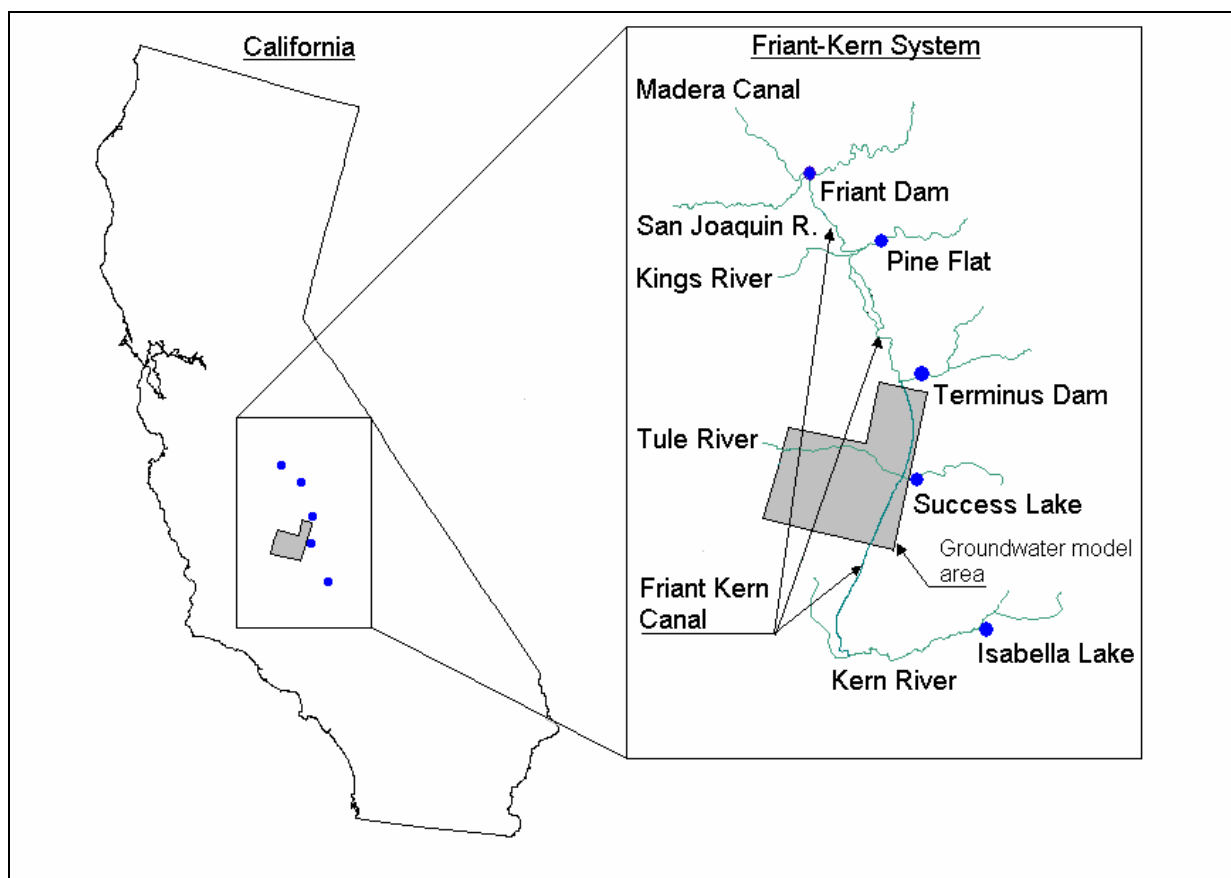 California
Friant-Kern System
Madera Canal
Friant Dam
San Joaquin R.
Pine Flat
Kings River
Terminus Dam
Tule River
Success Lake
Groundwater model
area
Friant Kern
Canal
Isabella Lake
Kern River